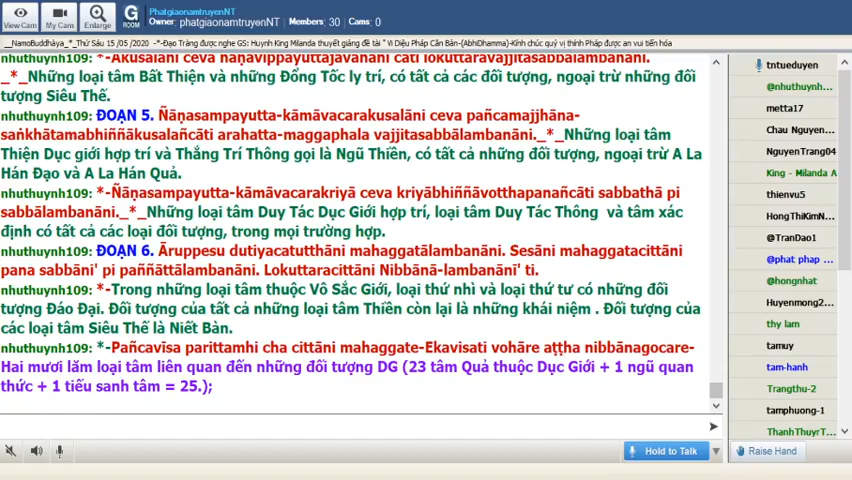 View Cam
My Cam
Enlarge
G
ROOM
PhatgiaonamtruyenNT
Owner: phatgiaonamtruyenNT | Members: 30 | Cams: 0
__NamoBuddhàya_*_Thứ Sáu 15 /05 /2020 -*-Đạo Tràng được nghe GS: Huynh King Milanda thuyết giảng đề tài " Vi Diệu Pháp Căn Bản-(AbhiDhamma)-Kính chúc quý vị thính Pháp được an vui tiến hóa
nhuthuynh109: *-Akusalāni ceva ñāṇavippayuttajavanāni cāti lokuttaravajjitasabbālambanāni.
_*_Những loại tâm Bất Thiện và những Đổng Tốc ly trí, có tất cả các đối tượng, ngoại trừ những đối
tượng Siêu Thế.
nhuthuynh109: ĐOẠN 5. Ñāṇasampayutta-kāmāvacarakusalāni ceva pañcamajjhāna-
saṅkhātamabhiññākusalañcāti arahatta-maggaphala vajjitasabbālambanāni._*_Những loại tâm
Thiện Dục giới hợp trí và Thắng Trí Thông gọi là Ngũ Thiền, có tất cả những đối tượng, ngoại trừ A La
Hán Đạo và A La Hán Quả.
nhuthuynh109: *-Ñāṇasampayutta-kāmāvacarakriyā ceva kriyābhiññāvotthapanañcāti sabbathā pi
sabbālambanāni._*_Những loại tâm Duy Tác Dục Giới hợp trí, loại tâm Duy Tác Thông và tâm xác
định có tất cả các loại đối tượng, trong mọi trường hợp.
nhuthuynh109: ĐOẠN 6. Āruppesu dutiyacatutthāni mahaggatālambanāni. Sesāni mahaggatacittāni
pana sabbāni' pi paññattālambanāni. Lokuttaracittāni Nibbānā-lambanāni' ti.
nhuthuynh109: *-Trong những loại tâm thuộc Vô Sắc Giới, loại thứ nhì và loại thứ tư có những đối
tượng Đáo Đại. Đối tượng của tất cả những loại tâm Thiền còn lại là những khái niệm . Đối tượng của
các loại tâm Siêu Thế là Niết Bàn.
nhuthuynh109: *-Pañcavīsa parittamhi cha cittāni mahaggate-Ekavisati vohāre aṭṭha nibbānagocare-
Hai mươi lăm loại tâm liên quan đến những đối tượng DG (23 tâm Quả thuộc Dục Giới + 1 ngũ quan
thức + 1 tiếu sanh tâm = 25.);
Hold to Talk
Raise Hand
tntueduyen
@nhuthuynh...
metta17
Chau Nguyen...
NguyenTrang04
King - Milanda A
thienvu5
HongThiKimN...
@TranDao1
@phat phap ...
@hongnhat
Huyenmong2...
thy lam
tamuy
tam-hanh
Trangthu-2
tamphuong-1
ThanhThuyrT...